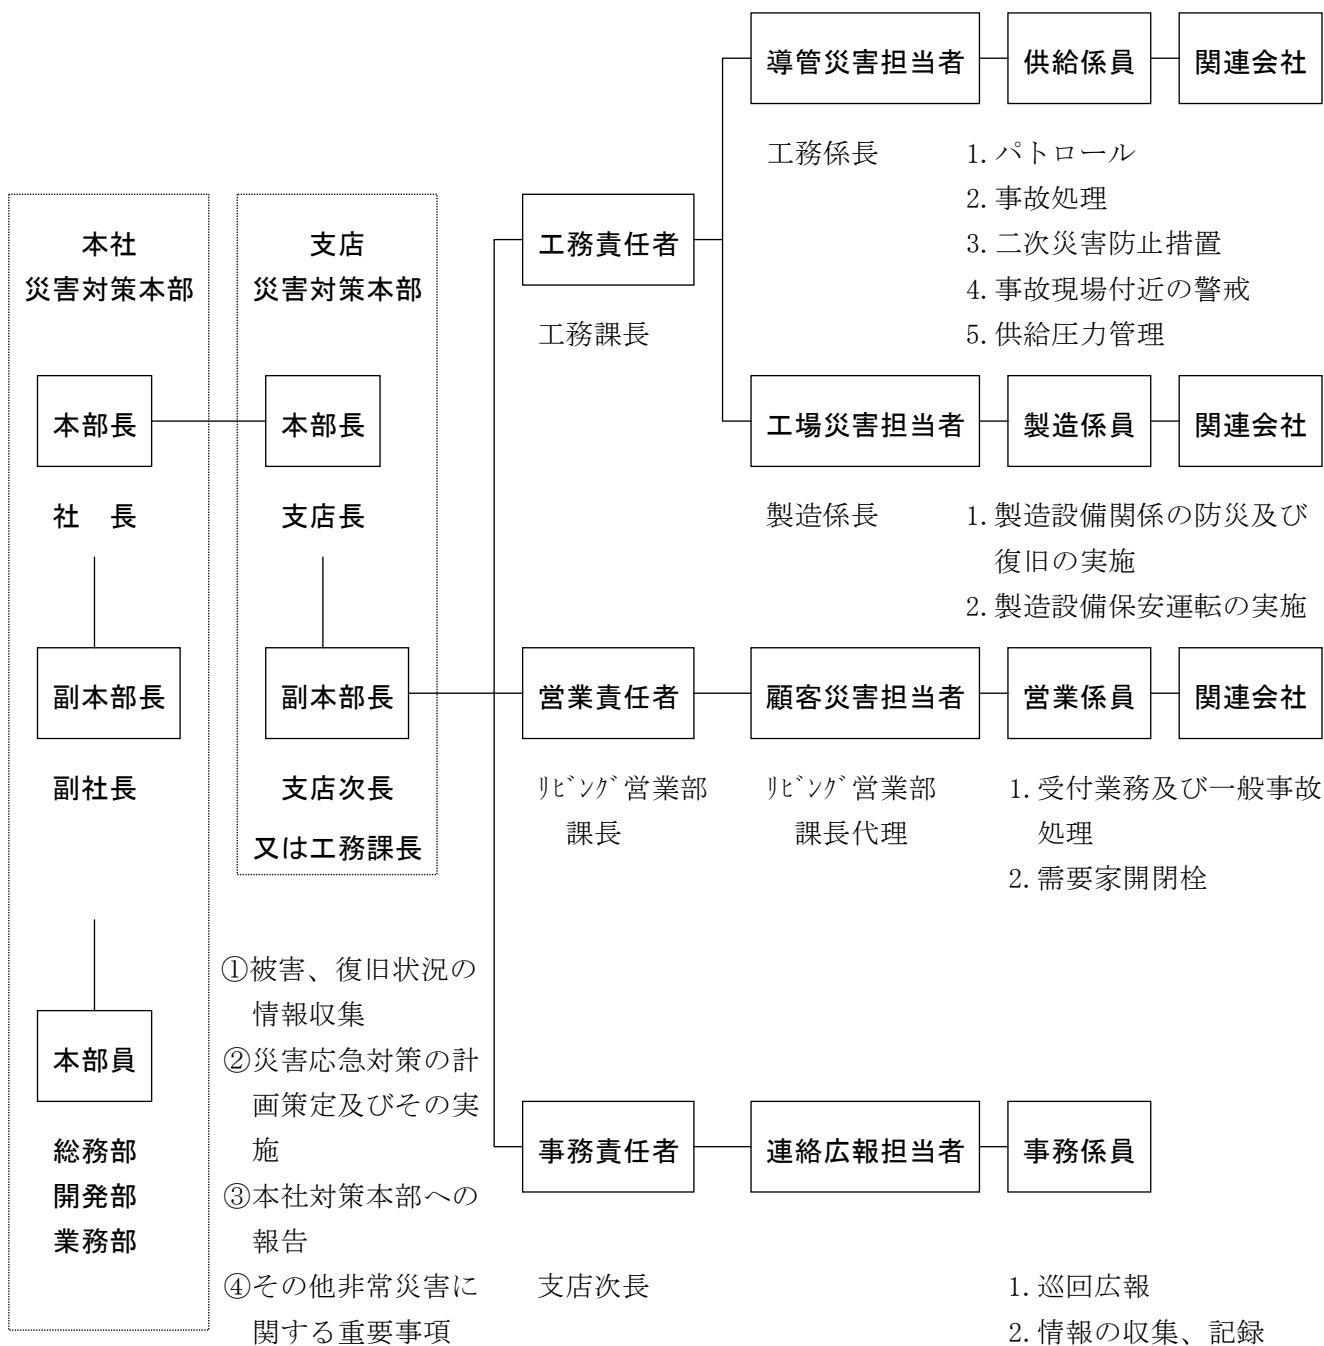 導管災害担当者 供給係員 関連会社
工務係長 1.パトロール
2.事故処理
3.二次災害防止措置
4.事故現場付近の警戒
5.供給圧力管理
本社
災害対策本部
支店
災害対策本部
工務責任者
工務課長
本部長
社　長
本部長
支店長
工場災害担当者 製造係員 関連会社
製造係長 1.製造設備関係の防災及び
復旧の実施
2.製造設備保安運転の実施
副本部長
副社長
副本部長
支店次長
又は工務課長
営業責任者 顧客災害担当者 営業係員 関連会社
ﾘﾋﾞﾝｸﾞ営業部
課長
ﾘﾋﾞﾝｸﾞ営業部
課長代理
1.受付業務及び一般事故
処理
2.需要家開閉栓
本部員
総務部
開発部
業務部
①被害、復旧状況の
情報収集
②災害応急対策の計
画策定及びその実
施
③本社対策本部への
報告
④その他非常災害に
関する重要事項
事務責任者 連絡広報担当者 事務係員
支店次長
1.巡回広報
2.情報の収集、記録